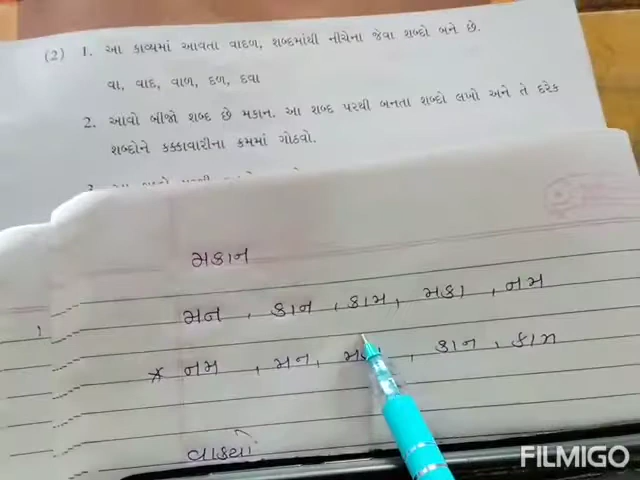 (2) 1. આ કાવ્યમાં આવતા વાદળ, શબ્દમાંથી નીચેના જેવા શબ્દો બને છે.
વા, વાદ, વાળ, દળ, દવા
2. આવો બીજો શબ્દ છે મકાન. આ શબ્દ પરથી બનતા શબ્દો લખો અને તે દરેક
શબ્દોને કક્કાવારીના ક્રમમાં ગોઠવો.
મકાન
મન , કાન , કામ, મકા , નમ
* નમ , મન, , કાન , કામ
વાક્યો
FILMIGO